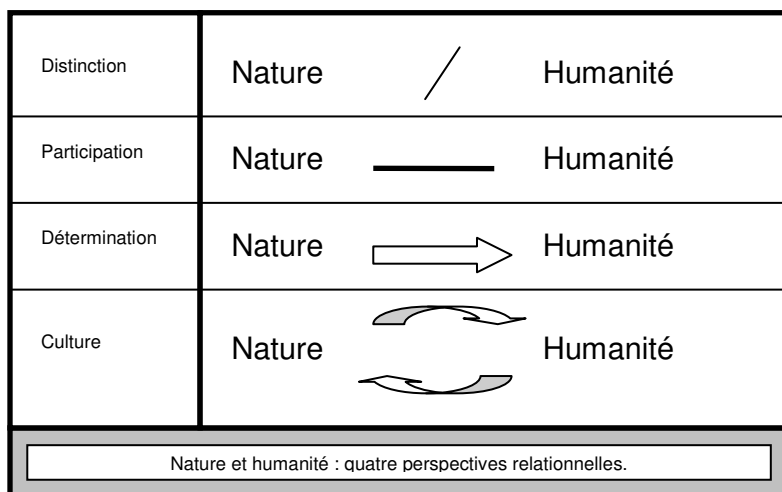 Distinction Nature Humanité
Participation Nature Humanité
Détermination Nature Humanité
Culture Nature Humanité
Nature et humanité : quatre perspectives relationnelles.